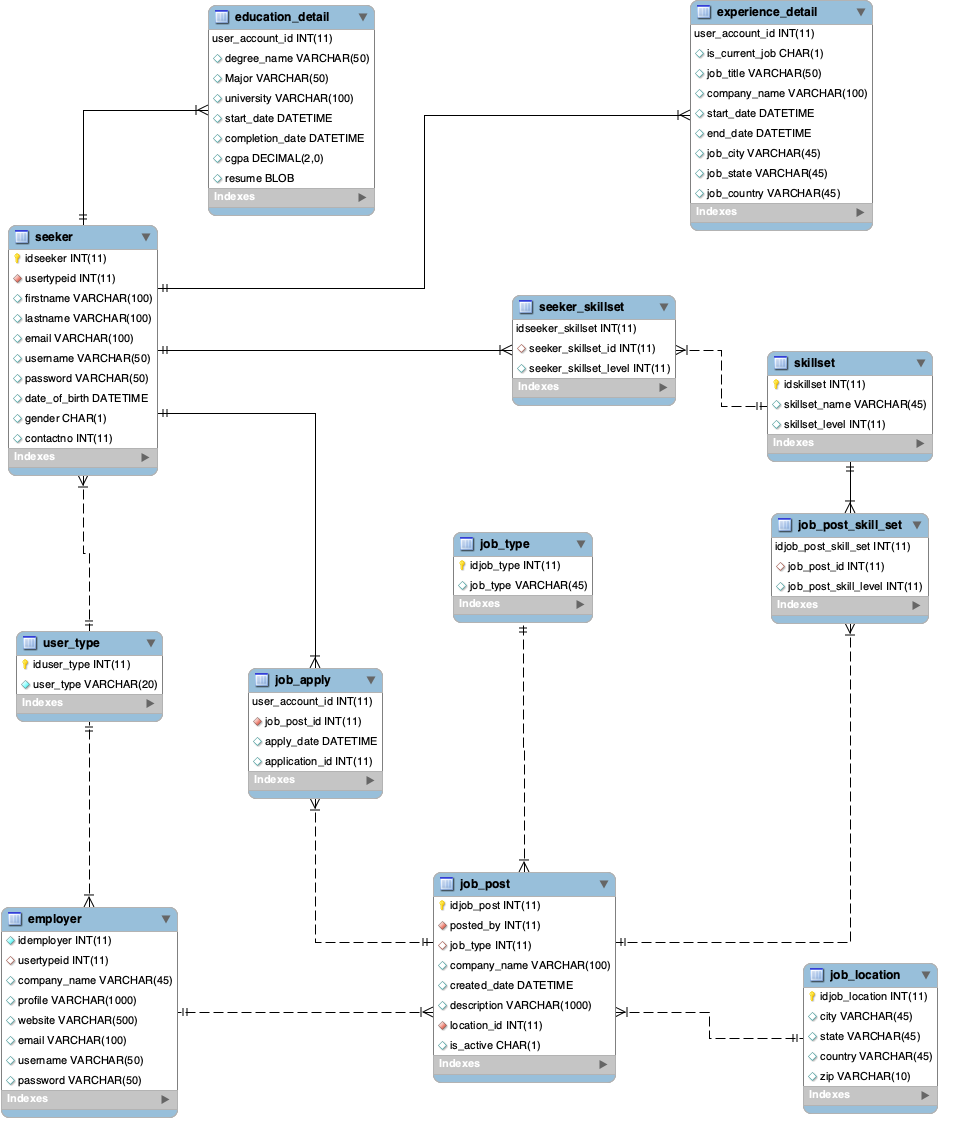 education_detail
user_account_id INT(11)
degree_name VARCHAR(50)
Major VARCHAR(50)
university VARCHAR(100)
start_date DATETIME
completion_date DATETIME
cgpa DECIMAL(2,0)
resume BLOB
Indexes
experience_detail
user_account_id INT(11)
is_current_job CHAR(1)
job_title VARCHAR(50)
company_name VARCHAR(100)
start_date DATETIME
end_date DATETIME
job_city VARCHAR(45)
job_state VARCHAR(45)
job_country VARCHAR(45)
Indexes
seeker
idseeker INT(11)
usertypeid INT(11)
firstname VARCHAR(100)
lastname VARCHAR(100)
email VARCHAR(100)
username VARCHAR(50)
password VARCHAR(50)
date_of_birth DATETIME
gender CHAR(1)
contactno INT(11)
Indexes
seeker_skillset
idseeker_skillset INT(11)
seeker_skillset_id INT(11)
seeker_skillset_level INT(11)
Indexes
skillset
idskillset INT(11)
skillset_name VARCHAR(45)
skillset_level INT(11)
Indexes
job_post_skill_set
idjob_post_skill_set INT(11)
job_post_id INT(11)
job_post_skill_level INT(11)
Indexes
job_type
idjob_type INT(11)
job_type VARCHAR(45)
Indexes
user_type
iduser_type INT(11)
user_type VARCHAR(20)
Indexes
job_apply
user_account_id INT(11)
job_post_id INT(11)
apply_date DATETIME
application_id INT(11)
Indexes
employer
idemployer INT(11)
usertypeid INT(11)
company_name VARCHAR(45)
profile VARCHAR(1000)
website VARCHAR(500)
email VARCHAR(100)
username VARCHAR(50)
password VARCHAR(50)
Indexes
job_post
idjob_post INT(11)
posted_by INT(11)
job_type INT(11)
company_name VARCHAR(100)
created_date DATETIME
description VARCHAR(1000)
location_id INT(11)
is_active CHAR(1)
Indexes
job_location
idjob_location INT(11)
city VARCHAR(45)
state VARCHAR(45)
country VARCHAR(45)
zip VARCHAR(10)
Indexes